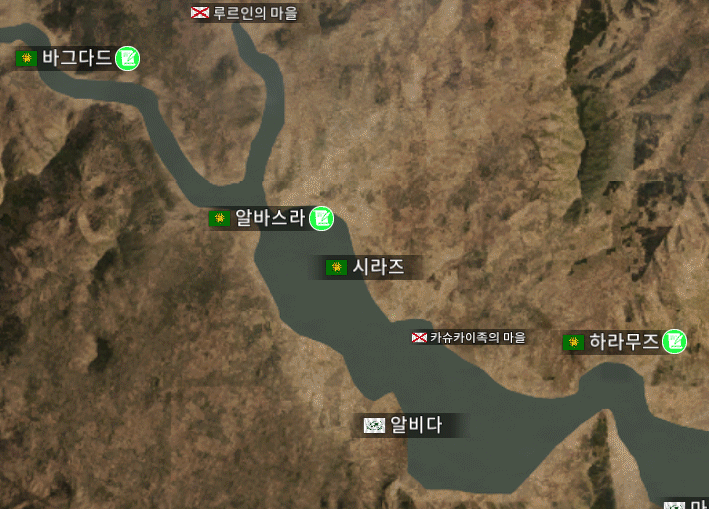 루르인의 마을
바그다드
알바스라
시라즈
카슈카이족의 마을
하라무즈
알비다